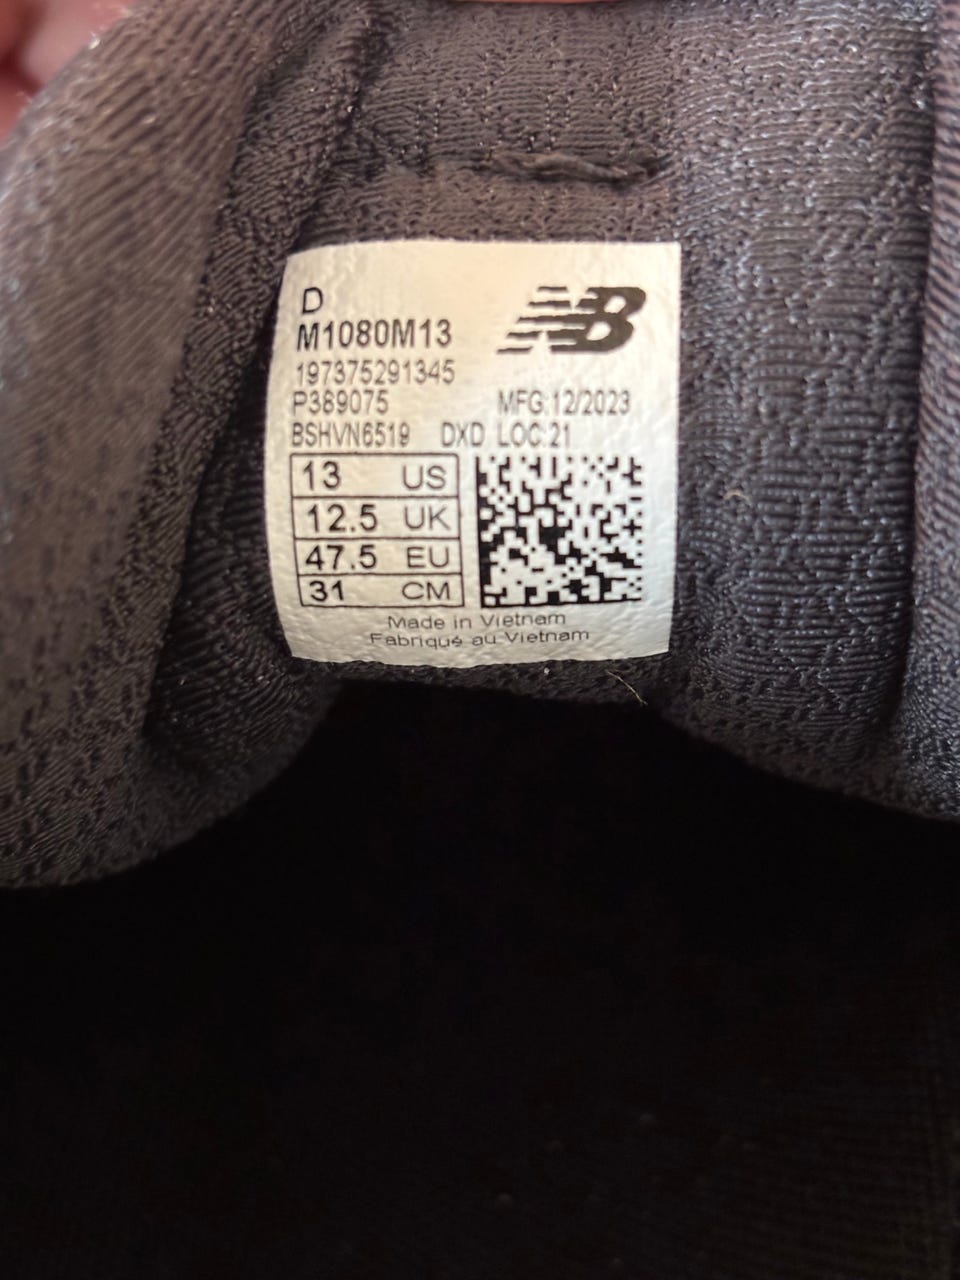 D
NB
M1080M13
197375291345
P389075 MFG:12/2023
BSHVN6519 DXD LOC:21
13 US
12.5 UK
47.5 EU
31 CM
Made in Vietnam
Fabriqué au Vietnam